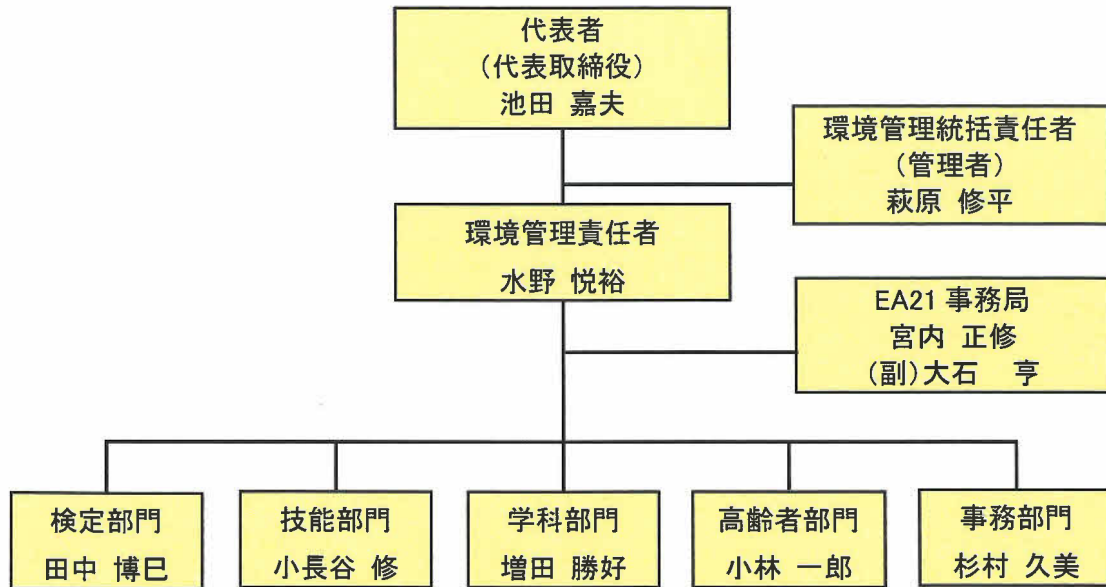 代表者
(代表取締役)
池田 嘉夫
環境管理統括責任者
(管理者)
萩原 修平
環境管理責任者
水野 悦裕
EA21 事務局
宮内 正修
(副)大石 亨
検定部門
田中 博巳
技能部門
小長谷 修
学科部門
増田 勝好
高齢者部門
小林 一郎
事務部門
杉村 久美